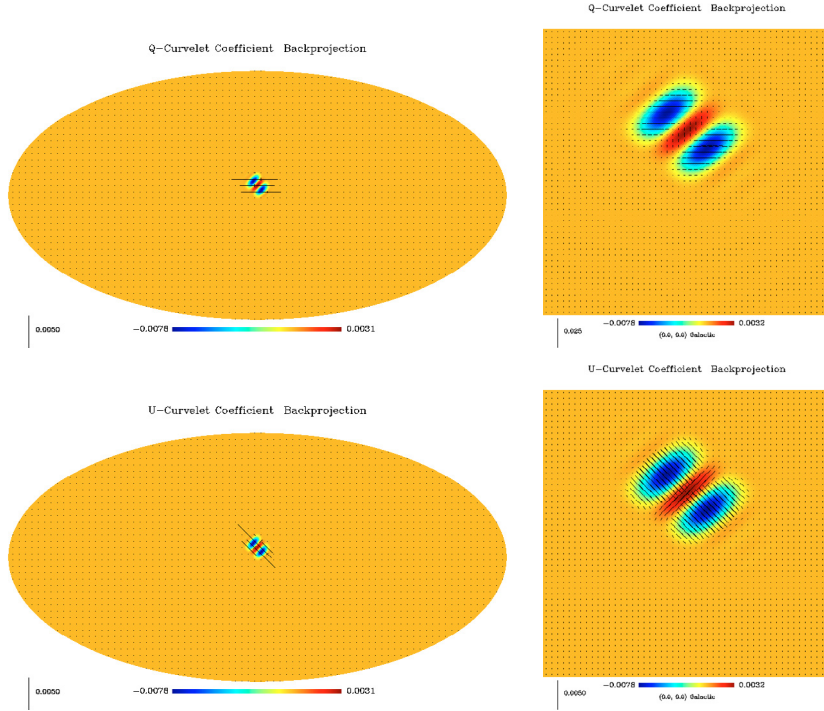 Q-Curvelet Coefficient Backprojection
0.0050
-0.0078 0.0031
Q-Curvelet Coefficient Backprojection
0.025
-0.0078 0.0032
(0.0, 0.0) Galactic
U-Curvelet Coefficient Backprojection
0.0050
-0.0078 0.0031
U-Curvelet Coefficient Backprojection
0.0050
-0.0078 0.0032
(0.0, 0.0) Galactic